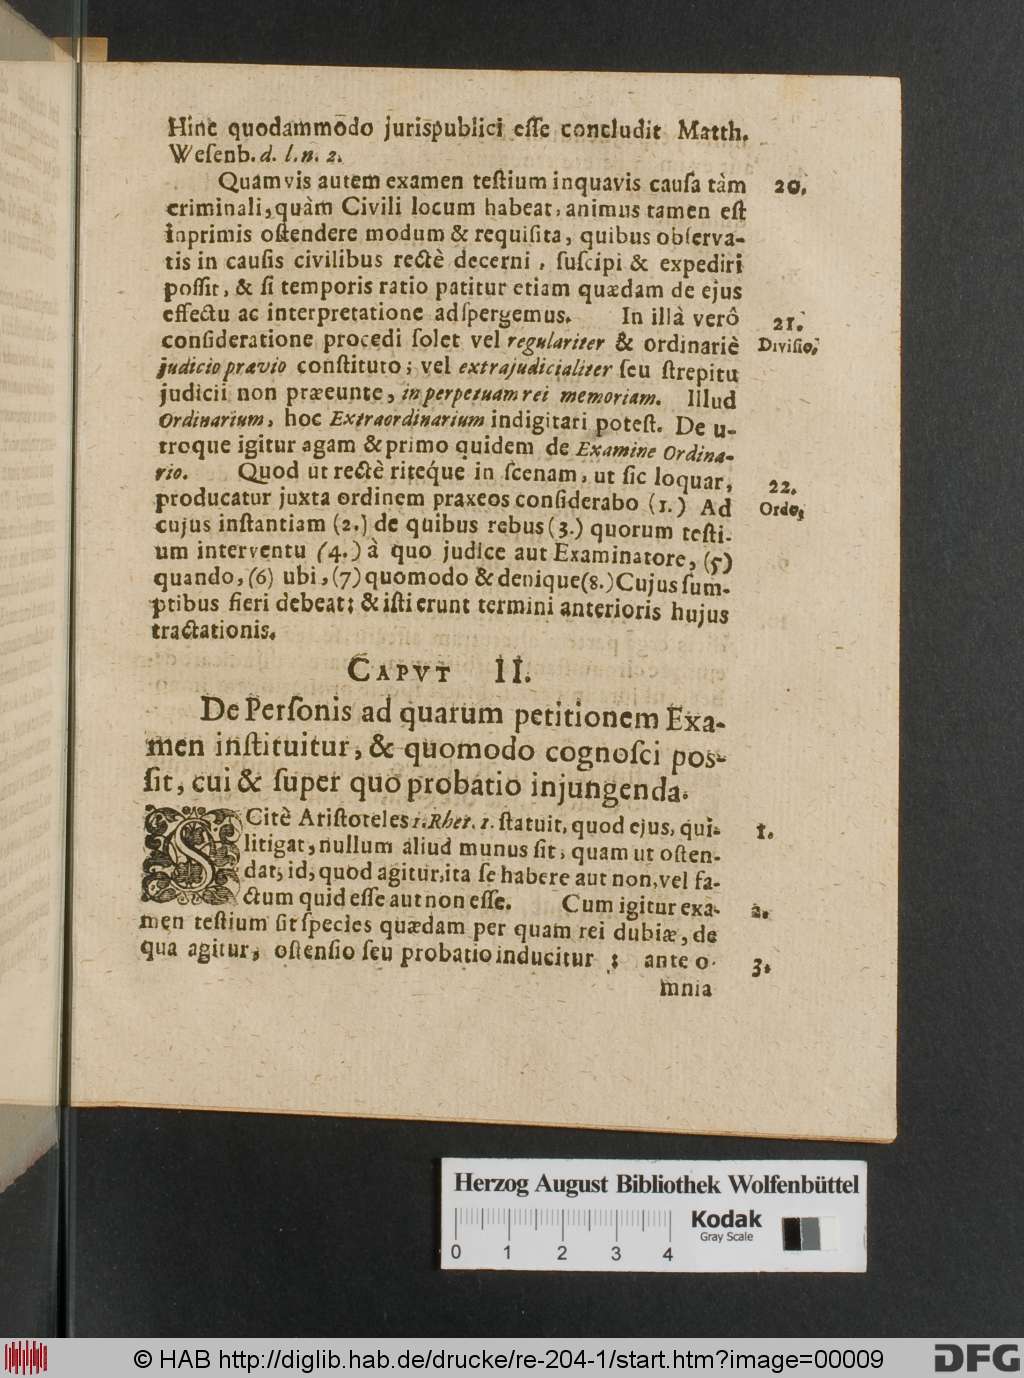 Hinc quodammodo jurispublici eſſe concludit Matth.
Weſenb. d. l. n. 2.
Quamvis autem examen teſtium in quavis cauſa tàm 20.
criminali, quàm Civili locum habeat, animus tamen eſt
inprimis oſtendere modum & requiſita, quibus obſerva-
tis in cauſis civilibus rectè decerni, ſuſcipi & expediri
poſſit, & ſi temporis ratio patitur etiam quædam de ejus
effectu ac interpretatione adſpergemus. In illà verô 21.
conſideratione procedi ſolet vel regulariter & ordinariè Diviſio.
judicio prævio conſtituto; vel extrajudicialiter ſeu ſtrepitu
judicii non præeunte, in perpetuam rei memoriam. Illud
Ordinarium, hoc Extraordinarium indigitari poteſt. De u-
troque igitur agam & primo quidem de Examine Ordina-
rio. Quod ut rectè riteque in ſcenam, ut ſic loquar, 22.
producatur juxta ordinem praxeos conſiderabo (1.) Ad Ordo,
cujus inſtantiam (2.) de quibus rebus (3.) quorum teſti-
um interventu (4.) à quo judice aut Examinatore, (5)
quando, (6) ubi, (7) quomodo & denique (8.) Cujus ſum-
ptibus fieri debeat; & iſti erunt termini anterioris hujus
tractationis.
CAPVT II.
De Perſonis ad quarum petitionem Exa-
men inſtituitur, & quomodo cognoſci poſ-
ſit, cui & ſuper quo probatio injungenda.
SCitè Ariſtoteles 1. Rhet. 1. ſtatuit, quod ejus, qui 1.
litigat, nullum aliud munus ſit, quam ut oſten-
dat, id, quod agitur, ita ſe habere aut non, vel fa-
ctum quid eſſe aut non eſſe. Cum igitur exa- 2.
men teſtium ſit ſpecies quædam per quam rei dubiæ, de
qua agitur, oſtenſio ſeu probatio inducitur; ante o- 3.
mnia
Herzog August Bibliothek Wolfenbüttel
0 1 2 3 4
Kodak
Gray Scale
© HAB http://diglib.hab.de/drucke/re-204-1/start.htm?image=00009
DFG